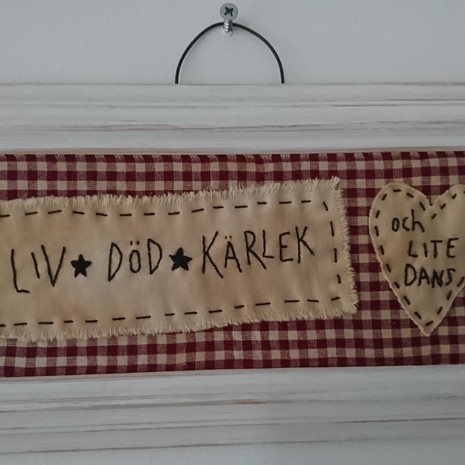 LIV ★ DÖD ★ KÄRLEK
och
LITE
DANS